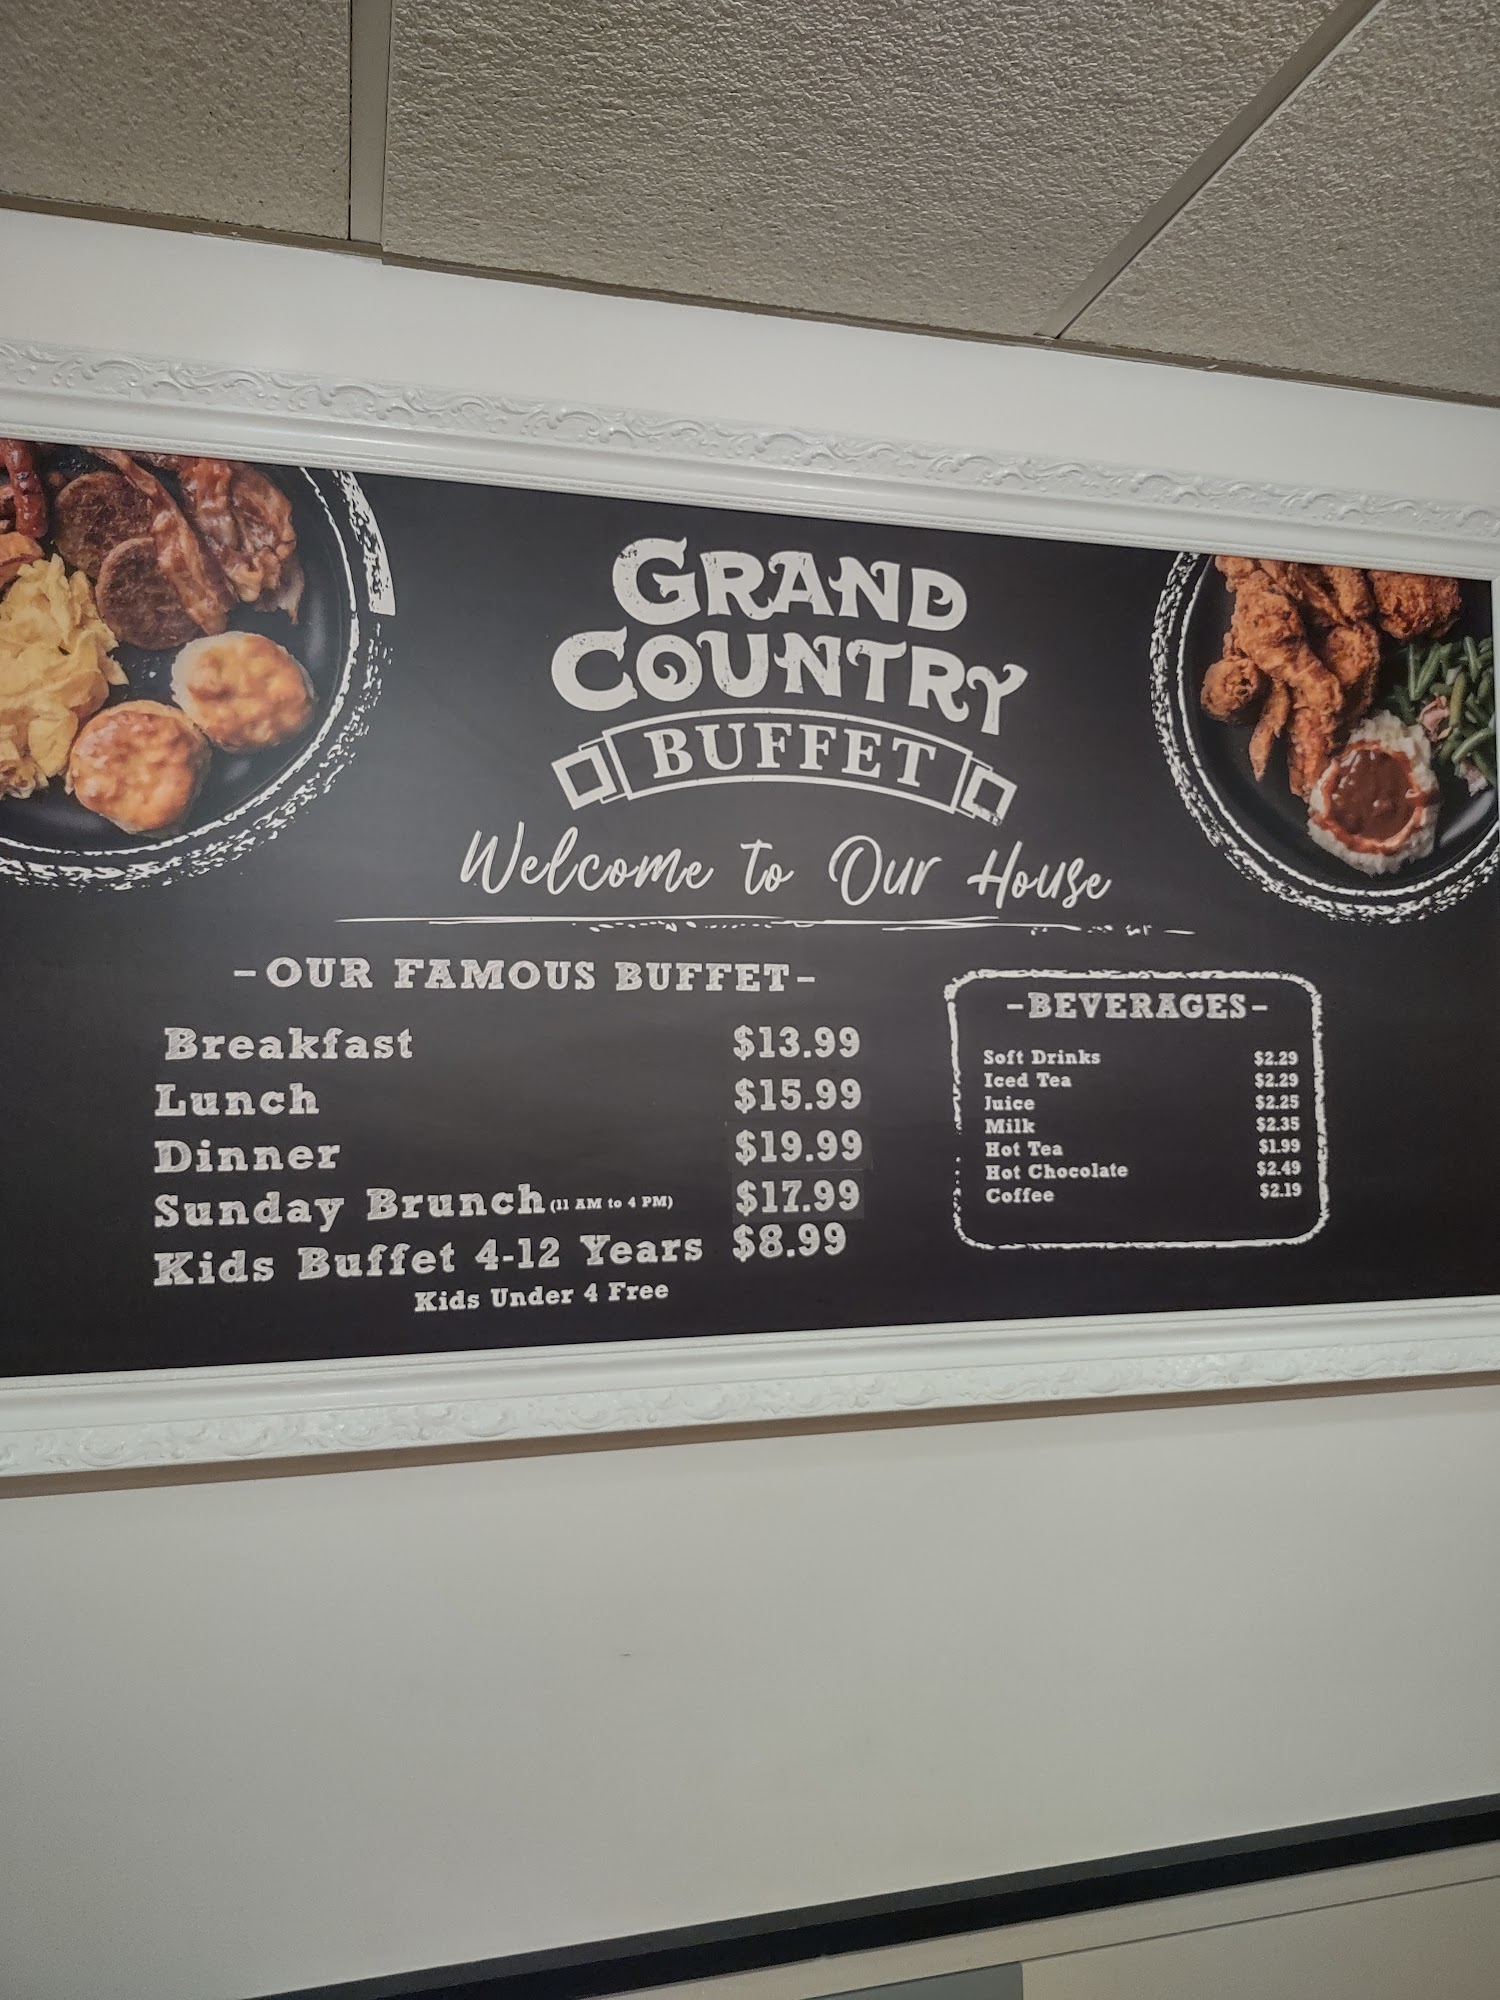 GRAND
COUNTRY
BUFFET
Welcome to Our House
-OUR FAMOUS BUFFET-
Breakfast $13.99
Lunch $15.99
Dinner $19.99
Sunday Brunch (11 AM to 4 PM) $17.99
Kids Buffet 4-12 Years $8.99
Kids Under 4 Free
-BEVERAGES-
Soft Drinks $2.29
Iced Tea $2.29
Juice $2.25
Milk $2.35
Hot Tea $1.99
Hot Chocolate $2.49
Coffee $2.19